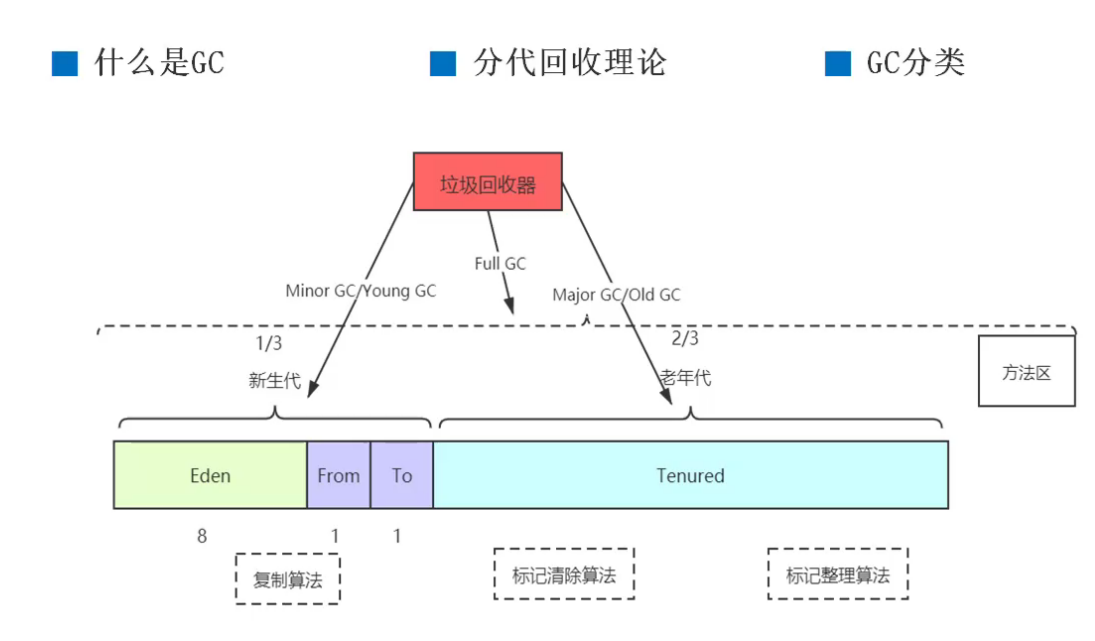 什么是GC
分代回收理论
GC分类
垃圾回收器
Full GC
Minor GC/Young GC
Major GC/Old GC
1/3
2/3
新生代
老年代
方法区
Eden
From
To
Tenured
8
1
1
复制算法
标记清除算法
标记整理算法